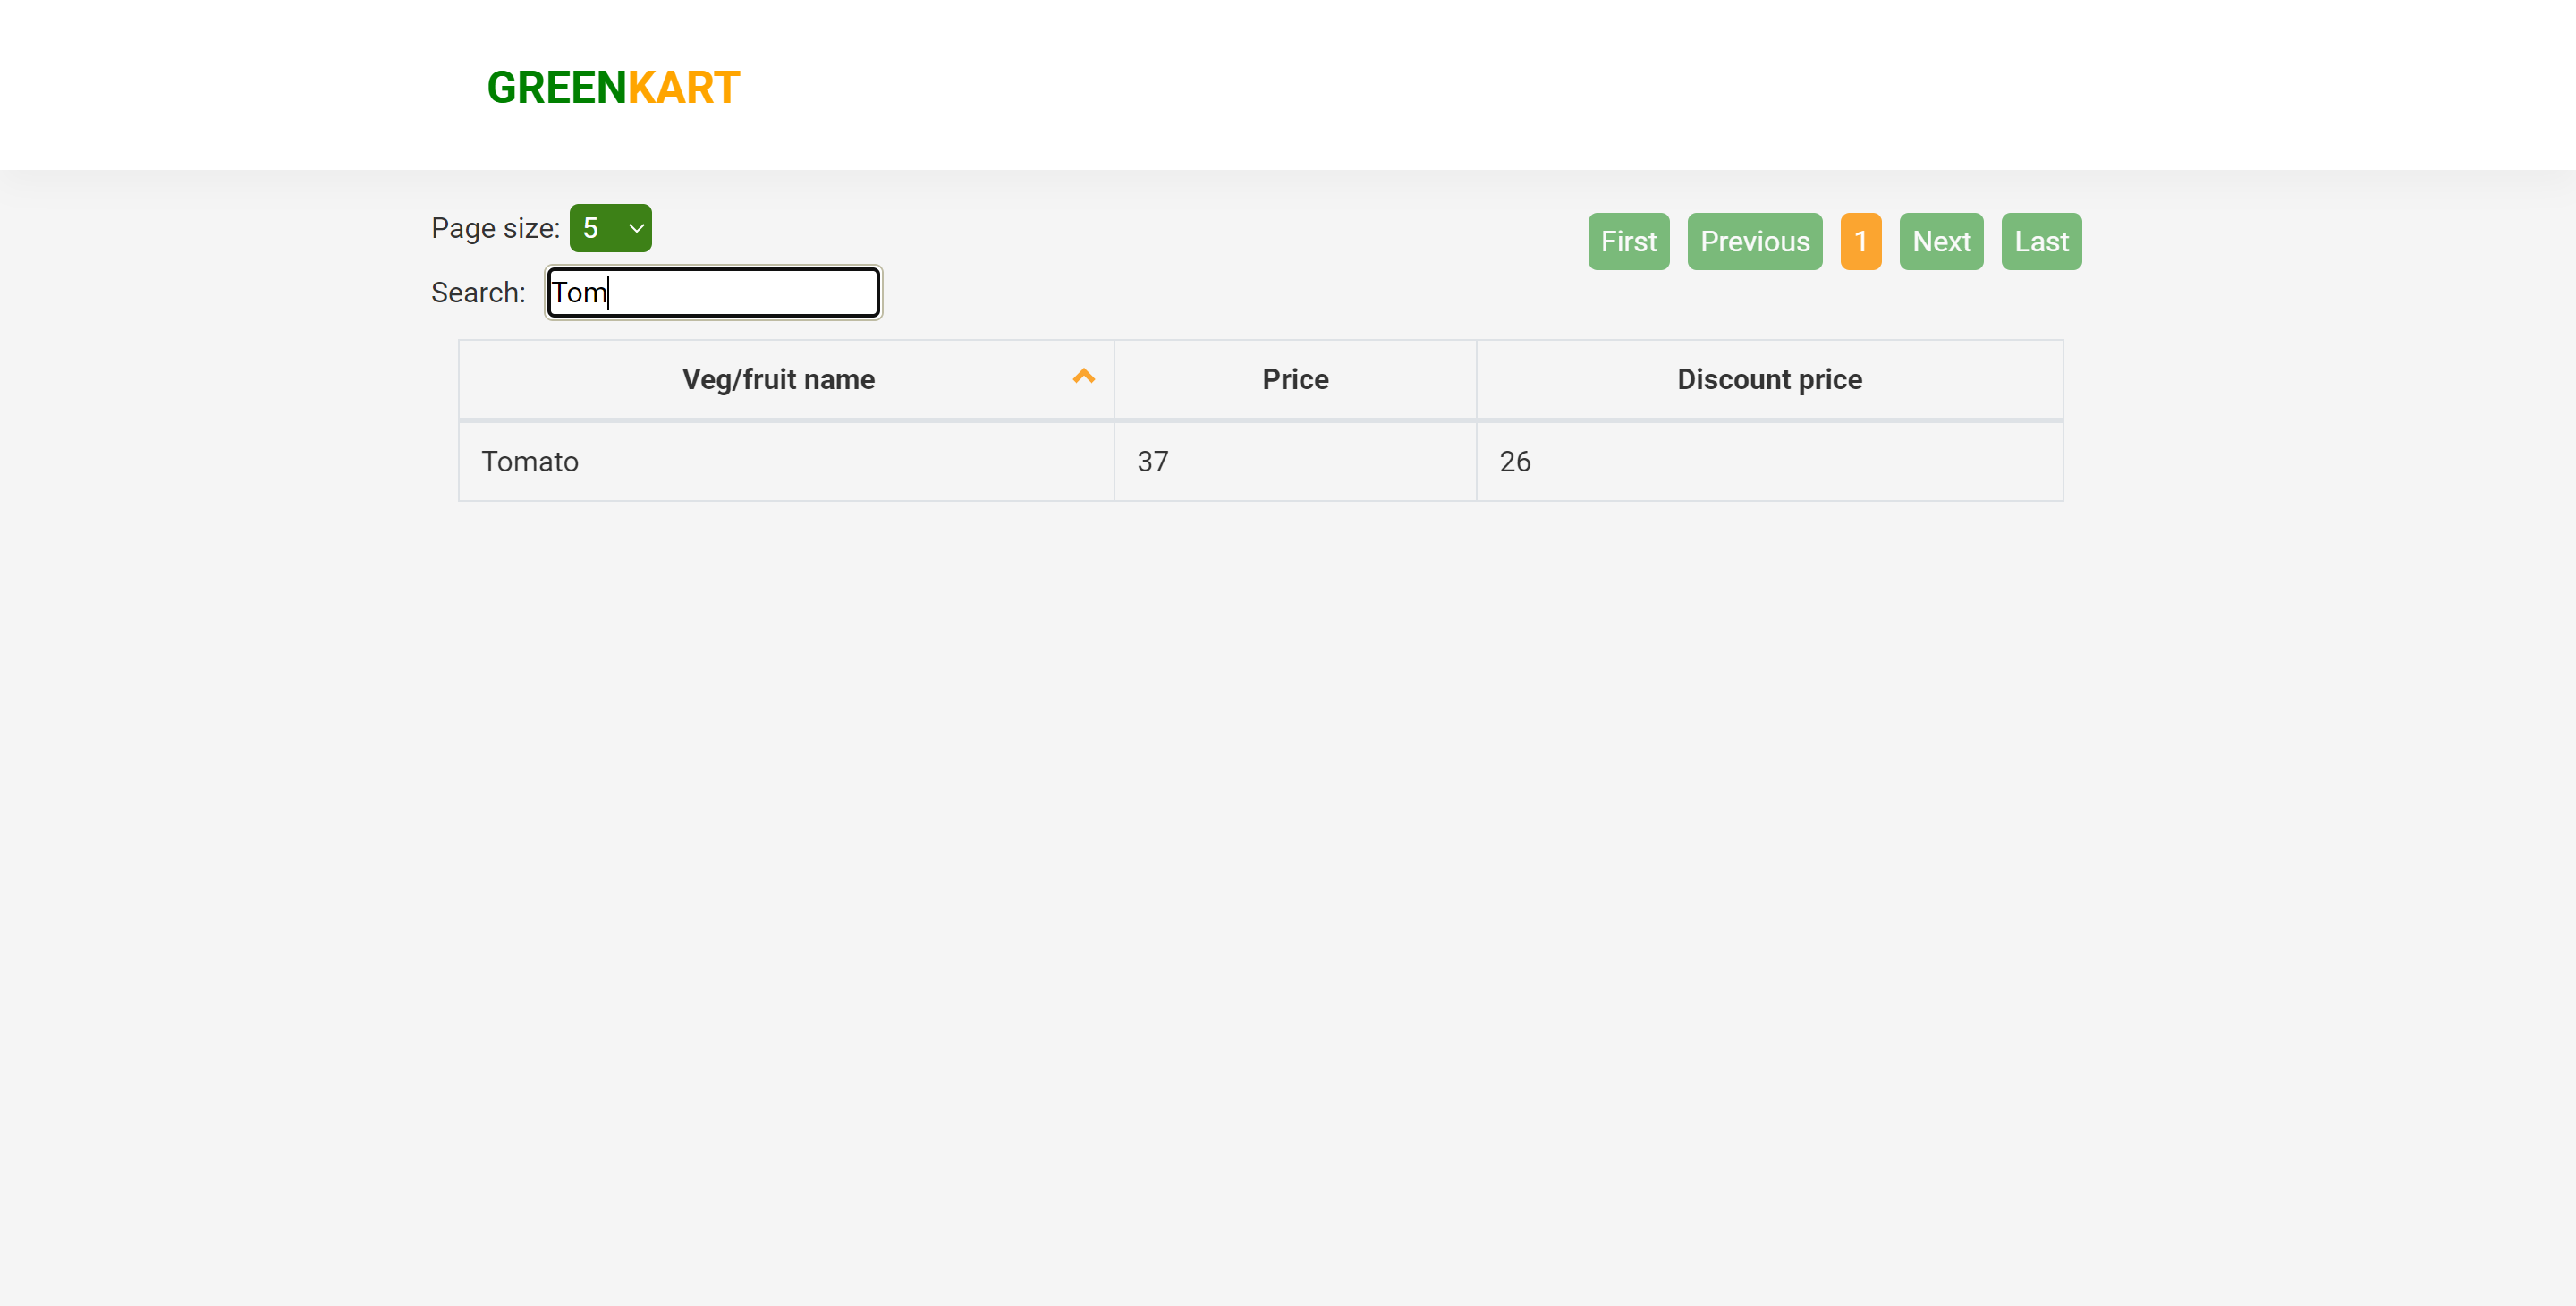 GREENKART
Page size: 5
First Previous 1 Next Last
Search: Tom
Veg/fruit name Price Discount price
Tomato 37 26